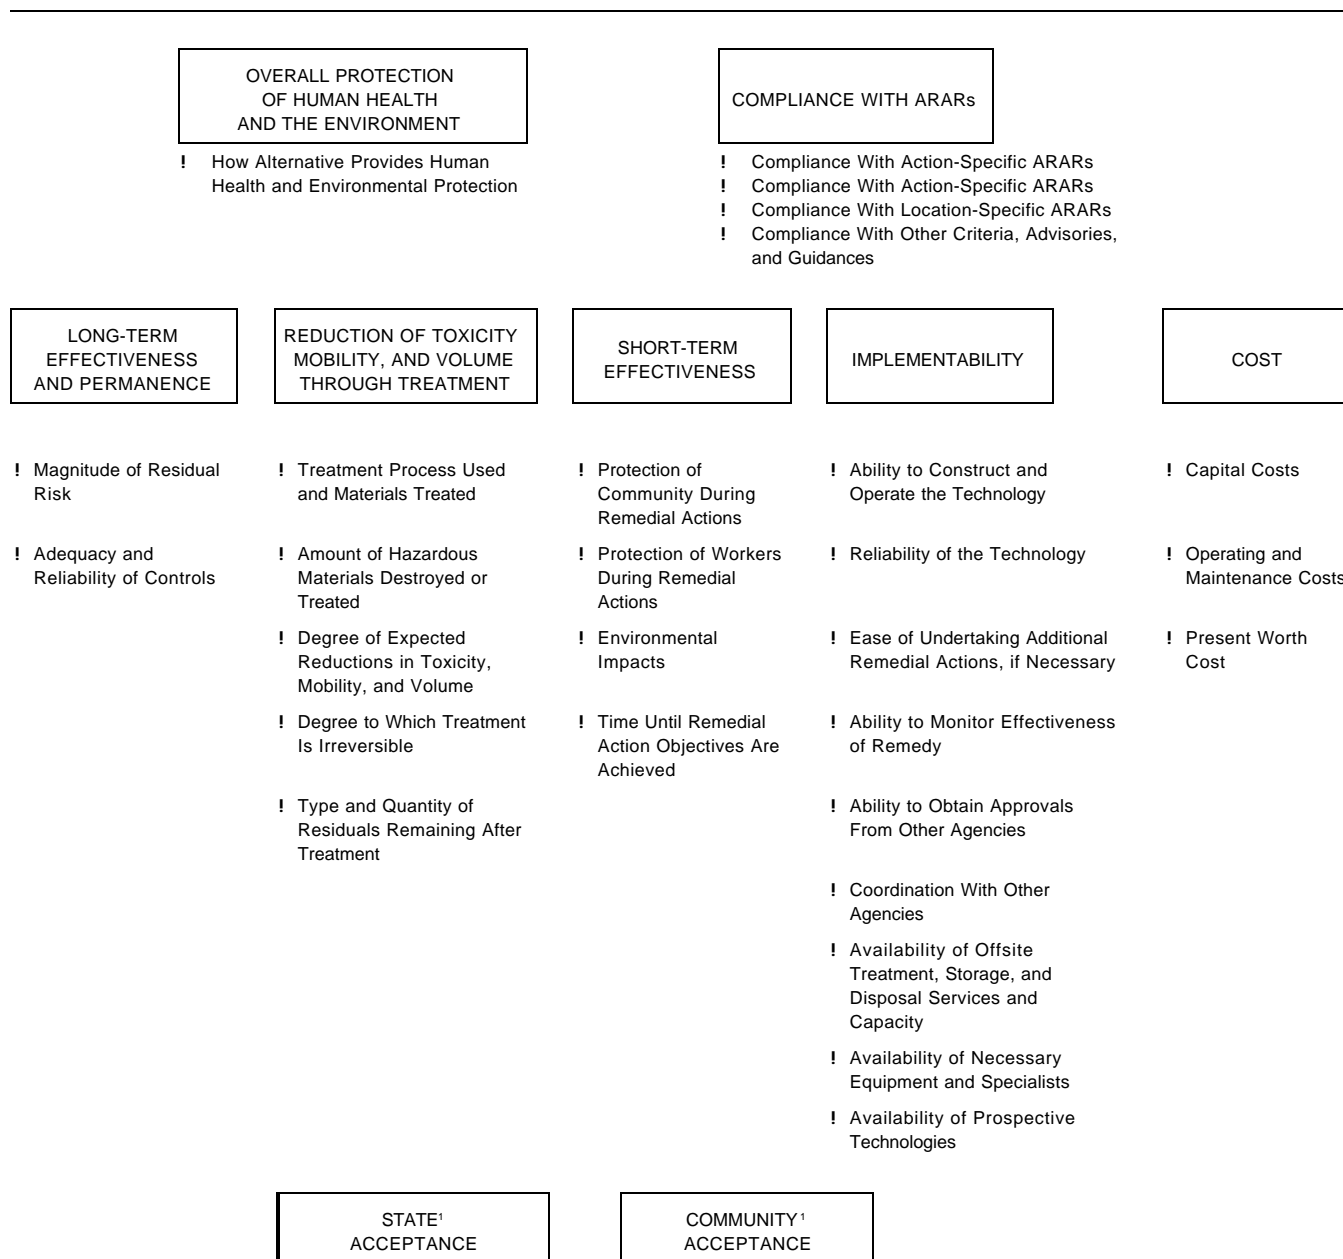 OVERALL PROTECTION
OF HUMAN HEALTH
AND THE ENVIRONMENT
! How Alternative Provides Human
Health and Environmental Protection
COMPLIANCE WITH ARARs
! Compliance With Action-Specific ARARs
! Compliance With Action-Specific ARARs
! Compliance With Location-Specific ARARs
! Compliance With Other Criteria, Advisories,
and Guidances
LONG-TERM
EFFECTIVENESS
AND PERMANENCE
! Magnitude of Residual
Risk
! Adequacy and
Reliability of Controls
REDUCTION OF TOXICITY
MOBILITY, AND VOLUME
THROUGH TREATMENT
! Treatment Process Used
and Materials Treated
! Amount of Hazardous
Materials Destroyed or
Treated
! Degree of Expected
Reductions in Toxicity,
Mobility, and Volume
! Degree to Which Treatment
Is Irreversible
! Type and Quantity of
Residuals Remaining After
Treatment
SHORT-TERM
EFFECTIVENESS
! Protection of
Community During
Remedial Actions
! Protection of Workers
During Remedial
Actions
! Environmental
Impacts
! Time Until Remedial
Action Objectives Are
Achieved
IMPLEMENTABILITY
! Ability to Construct and
Operate the Technology
! Reliability of the Technology
! Ease of Undertaking Additional
Remedial Actions, if Necessary
! Ability to Monitor Effectiveness
of Remedy
! Ability to Obtain Approvals
From Other Agencies
! Coordination With Other
Agencies
! Availability of Offsite
Treatment, Storage, and
Disposal Services and
Capacity
! Availability of Necessary
Equipment and Specialists
! Availability of Prospective
Technologies
COST
! Capital Costs
! Operating and
Maintenance Costs
! Present Worth
Cost
STATE¹
ACCEPTANCE
COMMUNITY¹
ACCEPTANCE